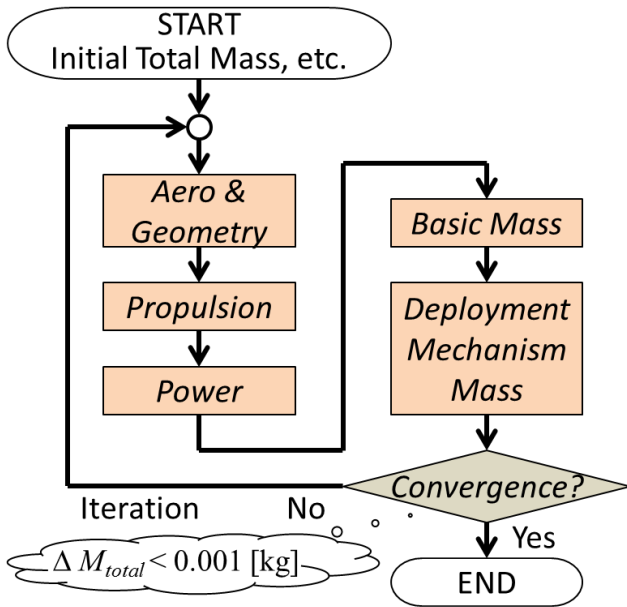 START
Initial Total Mass, etc.
Aero &
Geometry
Propulsion
Power
Basic Mass
Deployment
Mechanism
Mass
Convergence?
Iteration
No
Yes
Δ M_total < 0.001 [kg]
END